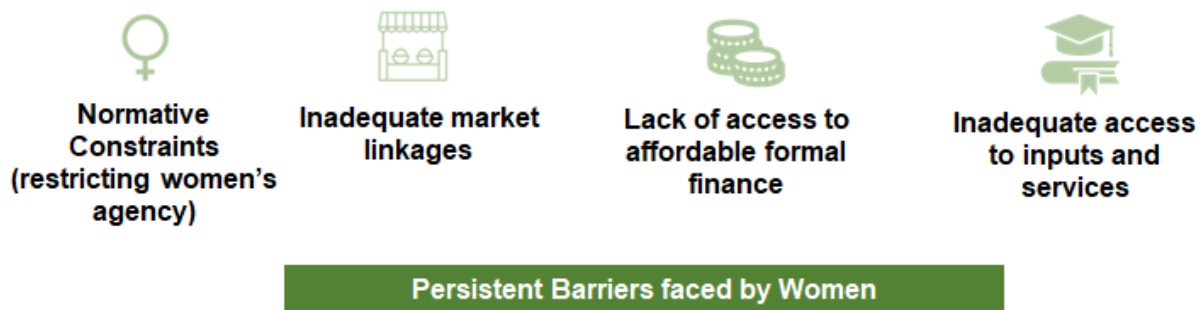 Normative
Constraints
(restricting women's
agency)
Inadequate market
linkages
Lack of access to
affordable formal
finance
Inadequate access
to inputs and
services
Persistent Barriers faced by Women